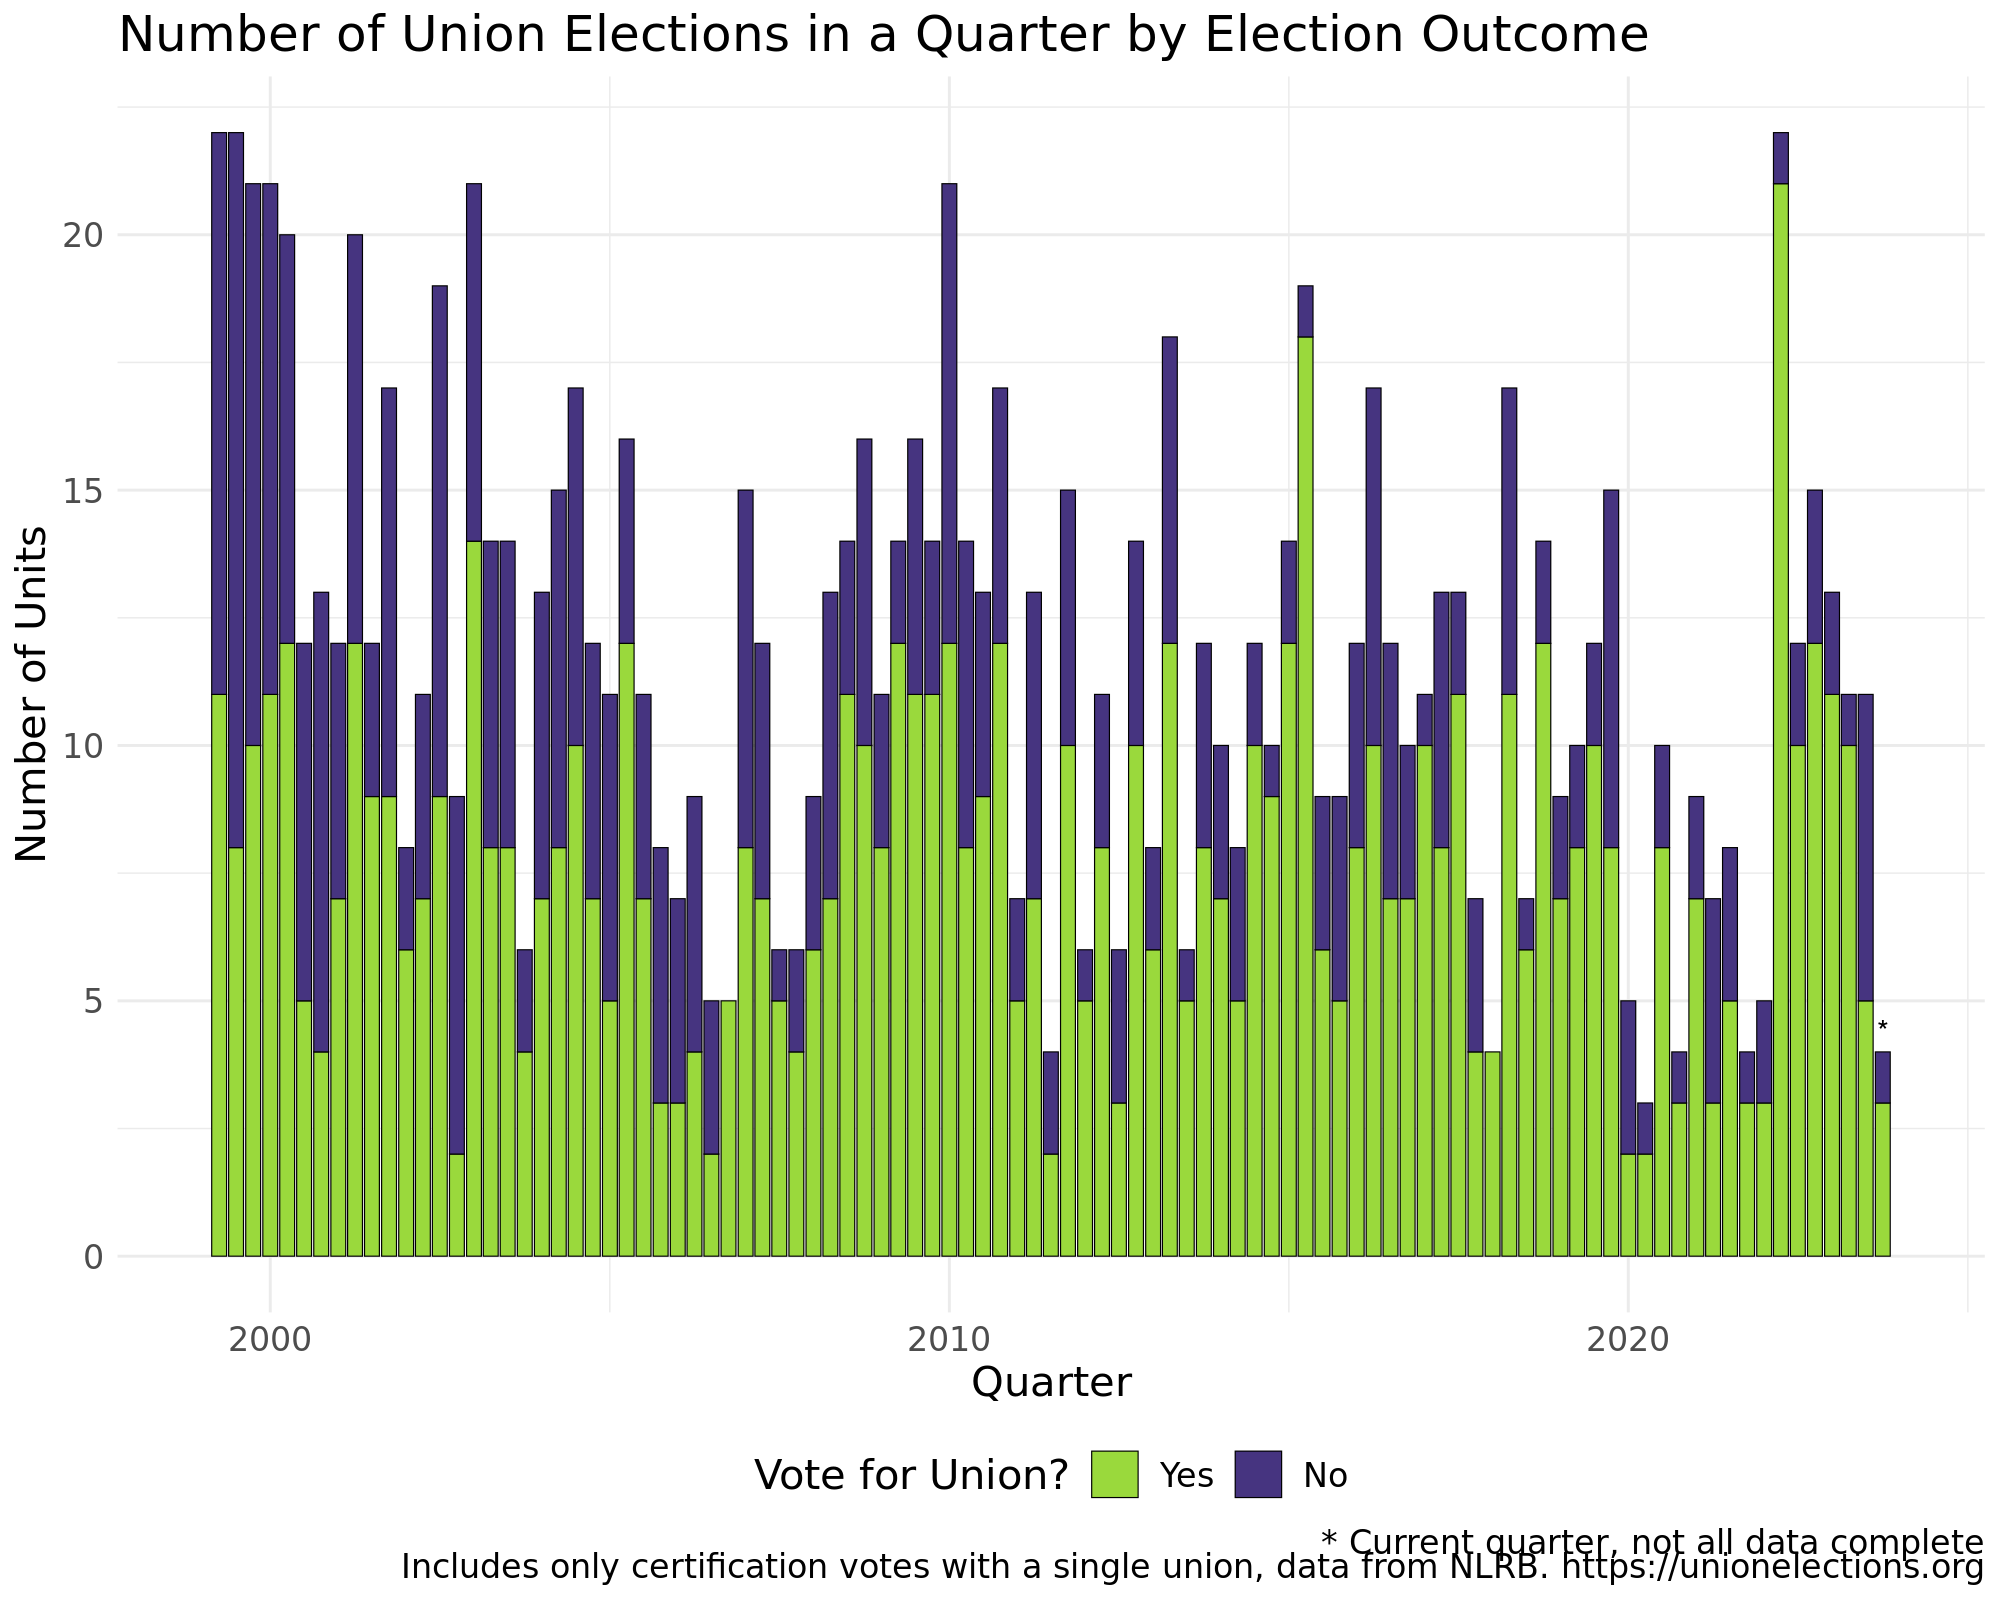 Number of Union Elections in a Quarter by Election Outcome
Number of Units
20
15
10
5
0
*
2000 2010 2020
Quarter
Vote for Union? Yes No
* Current quarter, not all data complete
Includes only certification votes with a single union, data from NLRB. https://unionelections.org